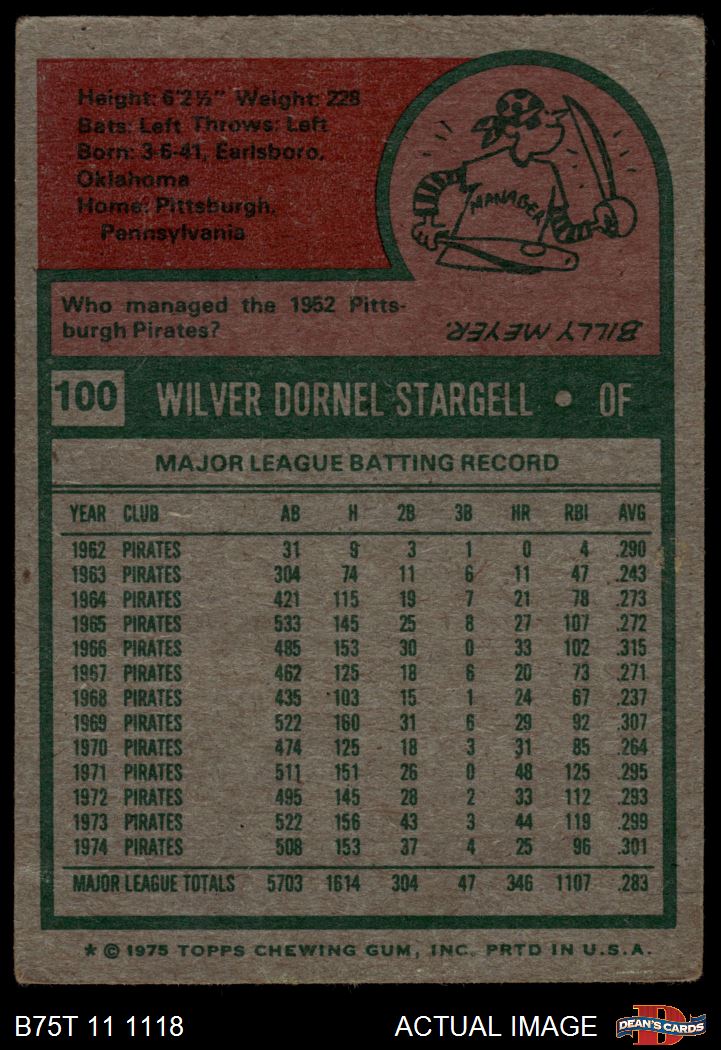 Height: 6'2½" Weight: 228
Bats: Left Throws: Left
Born: 3-6-41, Earlsboro,
Oklahoma
Home: Pittsburgh,
Pennsylvania
MANAGER
Who managed the 1952 Pitts-
burgh Pirates?
BILLY MEYER.
100 WILVER DORNEL STARGELL • OF
MAJOR LEAGUE BATTING RECORD
YEAR CLUB AB H 2B 3B HR RBI AVG
1962 PIRATES 31 9 3 1 0 4 .290
1963 PIRATES 304 74 11 6 11 47 .243
1964 PIRATES 421 115 19 7 21 78 .273
1965 PIRATES 533 145 25 8 27 107 .272
1966 PIRATES 485 153 30 0 33 102 .315
1967 PIRATES 462 125 18 6 20 73 .271
1968 PIRATES 435 103 15 1 24 67 .237
1969 PIRATES 522 160 31 6 29 92 .307
1970 PIRATES 474 125 18 3 31 85 .264
1971 PIRATES 511 151 26 0 48 125 .295
1972 PIRATES 495 145 28 2 33 112 .293
1973 PIRATES 522 156 43 3 44 119 .299
1974 PIRATES 508 153 37 4 25 96 .301
MAJOR LEAGUE TOTALS 5703 1614 304 47 346 1107 .283
* © 1975 TOPPS CHEWING GUM, INC. PRTD IN U.S.A.
B75T 11 1118 ACTUAL IMAGE
D
DEAN'S CARDS